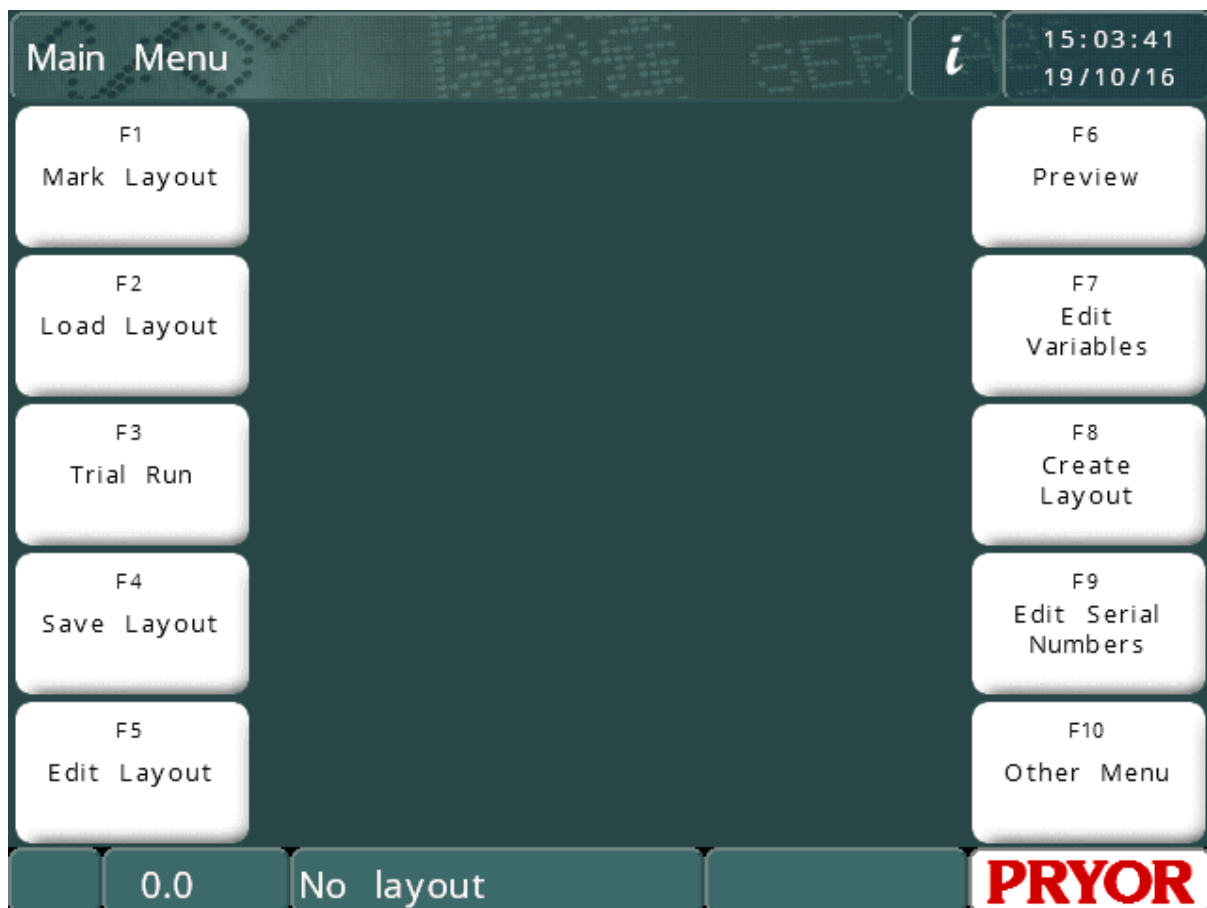 Main Menu
i
15:03:41
19/10/16
F1
Mark Layout
F2
Load Layout
F3
Trial Run
F4
Save Layout
F5
Edit Layout
F6
Preview
F7
Edit
Variables
F8
Create
Layout
F9
Edit Serial
Numbers
F10
Other Menu
0.0
No layout
PRYOR